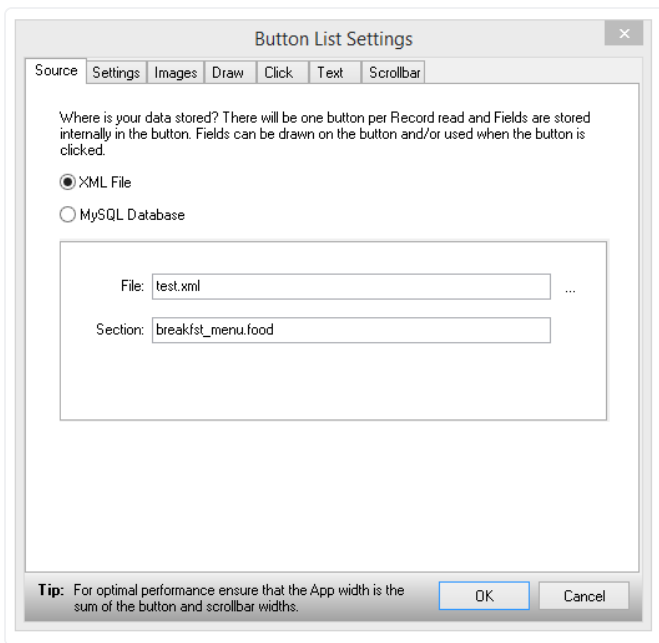 Button List Settings
×
Source Settings Images Draw Click Text Scrollbar
Where is your data stored? There will be one button per Record read and Fields are stored
internally in the button. Fields can be drawn on the button and/or used when the button is
clicked.
XML File
MySQL Database
File: test.xml ...
Section: breakfst_menu.food
Tip: For optimal performance ensure that the App width is the
sum of the button and scrollbar widths.
OK Cancel